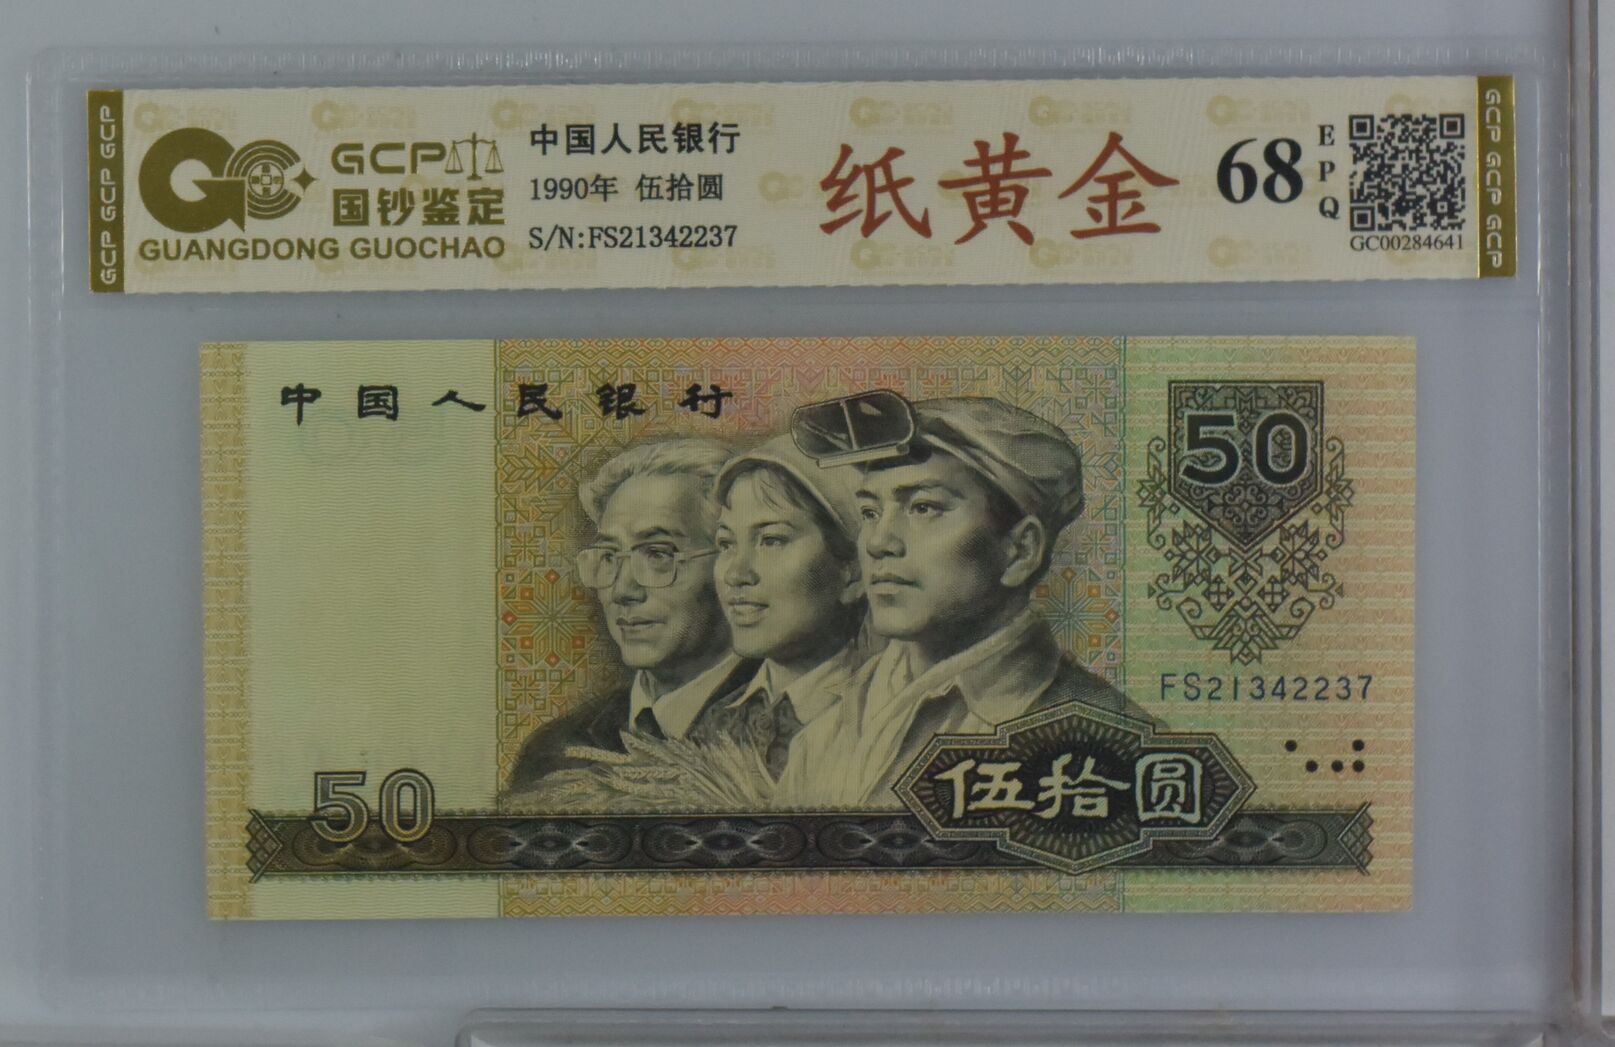 GCP GCP GCP
GCP
国钞鉴定
GUANGDONG GUOCHAO
中国人民银行
1990年 伍拾圆
S/N:FS21342237
纸黄金
68
EPQ
GC00284641
GCP GCP GCP
中国人民银行
50
FS21342237
50
伍拾圆